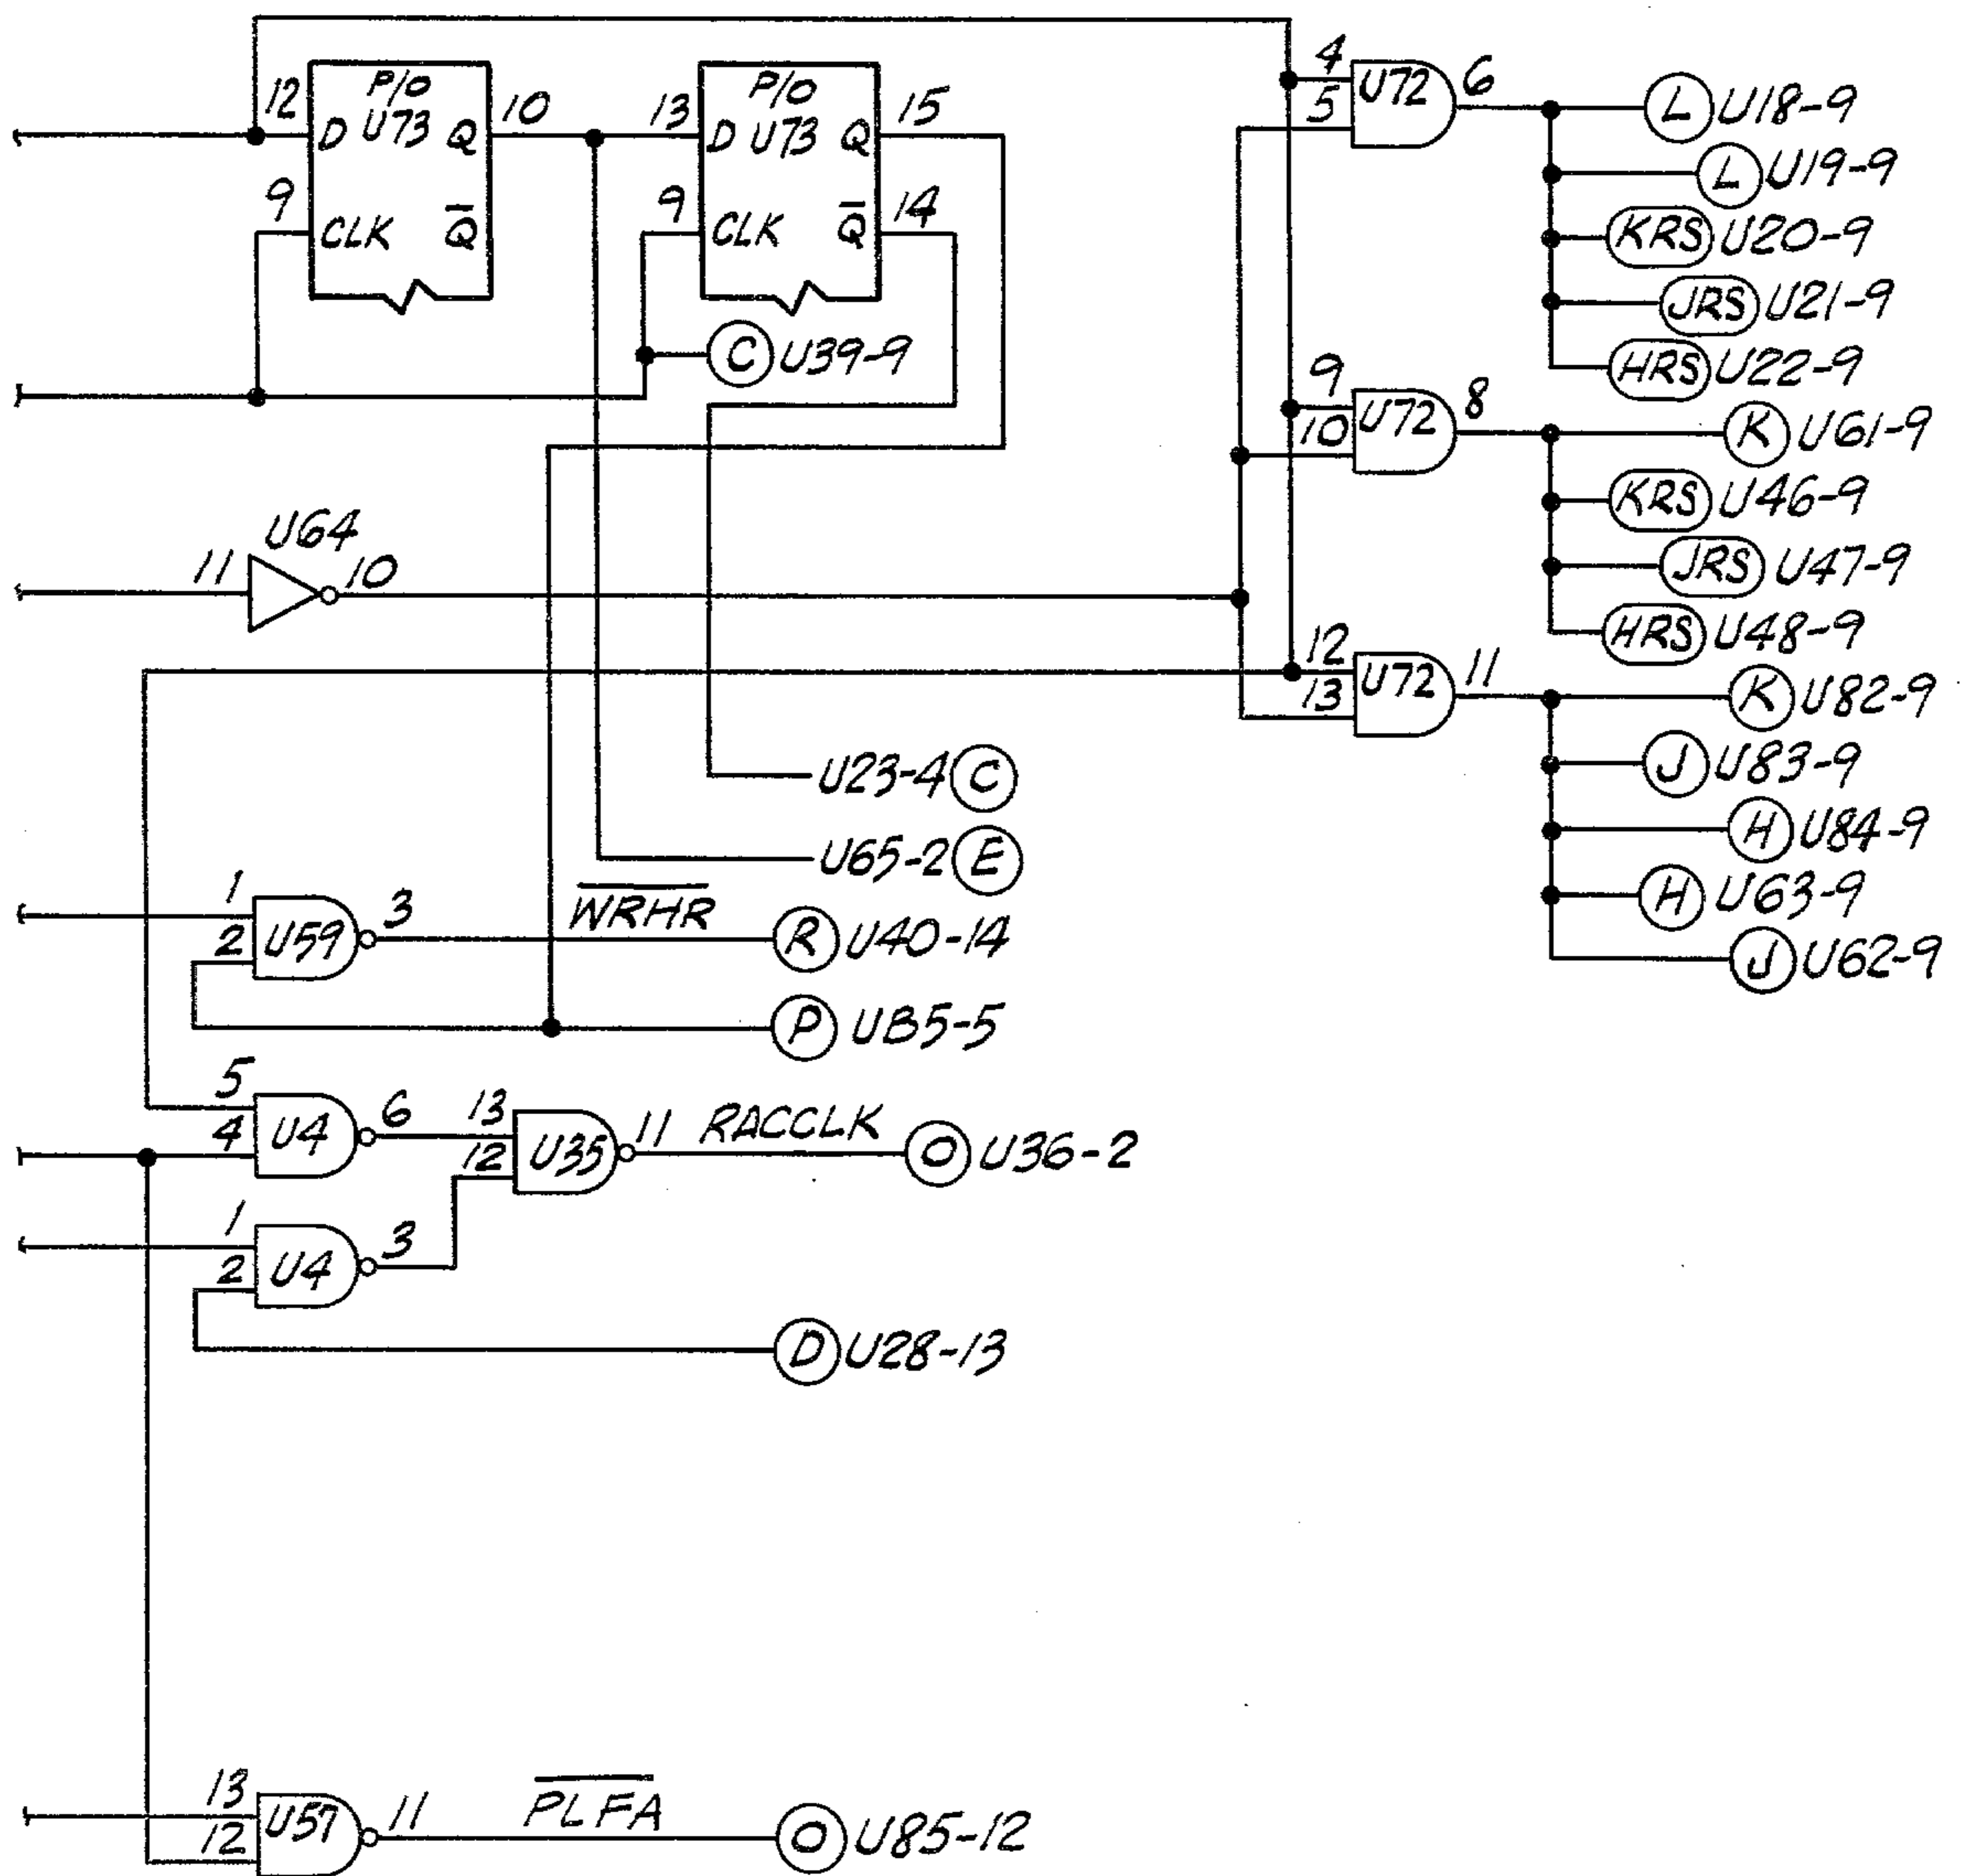 P/O
U73
12
D
Q
10
9
CLK
Q̅
P/O
U73
13
D
Q
15
9
CLK
Q̅
14
C U39-9
4
5
U72
6
L U18-9
L U19-9
KRS U20-9
JRS U21-9
HRS U22-9
9
10
U72
8
K U61-9
KRS U46-9
JRS U47-9
HRS U48-9
U64
11
10
12
13
U72
11
K U82-9
J U83-9
H U84-9
H U63-9
J U62-9
U23-4 C
U65-2 E
1
2
U59
3
W̅R̅H̅R̅
R U40-14
P UB5-5
5
4
U4
6
13
12
U35
11
RACCLK
O U36-2
1
2
U4
3
D U28-13
13
12
U57
11
P̅L̅F̅A̅
O U85-12